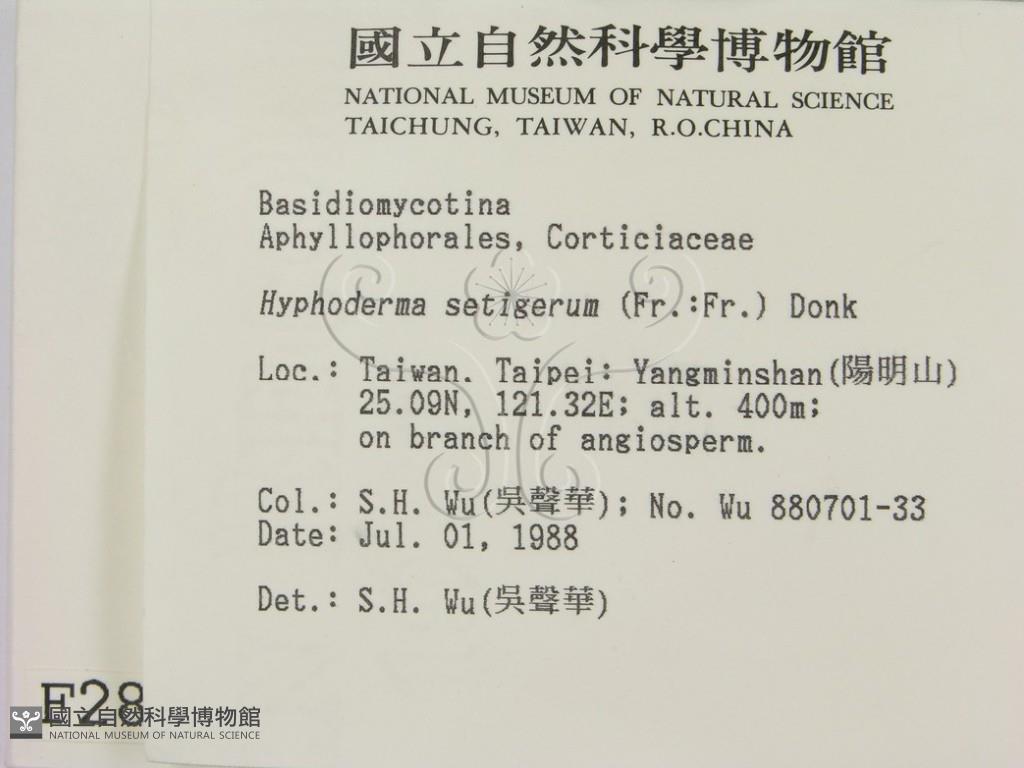 國立自然科學博物館
NATIONAL MUSEUM OF NATURAL SCIENCE
TAICHUNG, TAIWAN, R.O.CHINA
Basidiomycotina
Aphyllophorales, Corticiaceae
Hyphoderma setigerum (Fr.:Fr.) Donk
Loc.: Taiwan. Taipei: Yangminshan(陽明山)
25.09N, 121.32E; alt. 400m;
on branch of angiosperm.
Col.: S.H. Wu(吳聲華); No. Wu 880701-33
Date: Jul. 01, 1988
Det.: S.H. Wu(吳聲華)
F28
國立自然科學博物館
NATIONAL MUSEUM OF NATURAL SCIENCE